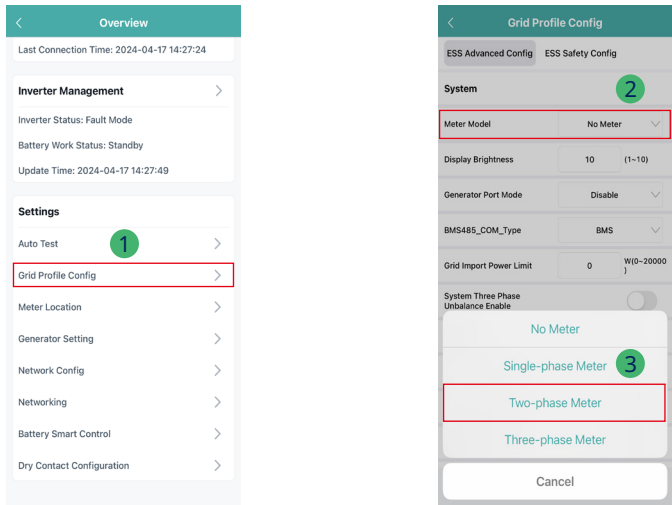 Overview
Last Connection Time: 2024-04-17 14:27:24
Inverter Management
Inverter Status: Fault Mode
Battery Work Status: Standby
Update Time: 2024-04-17 14:27:49
Settings
Auto Test
1
Grid Profile Config
Meter Location
Generator Setting
Network Config
Networking
Battery Smart Control
Dry Contact Configuration
Grid Profile Config
ESS Advanced Config ESS Safety Config
System
2
Meter Model No Meter
Display Brightness 10 (1~10)
Generator Port Mode Disable
BMS485_COM_Type BMS
Grid Import Power Limit 0 W(0~20000
)
System Three Phase
Unbalance Enable
No Meter
Single-phase Meter 3
Two-phase Meter
Three-phase Meter
Cancel